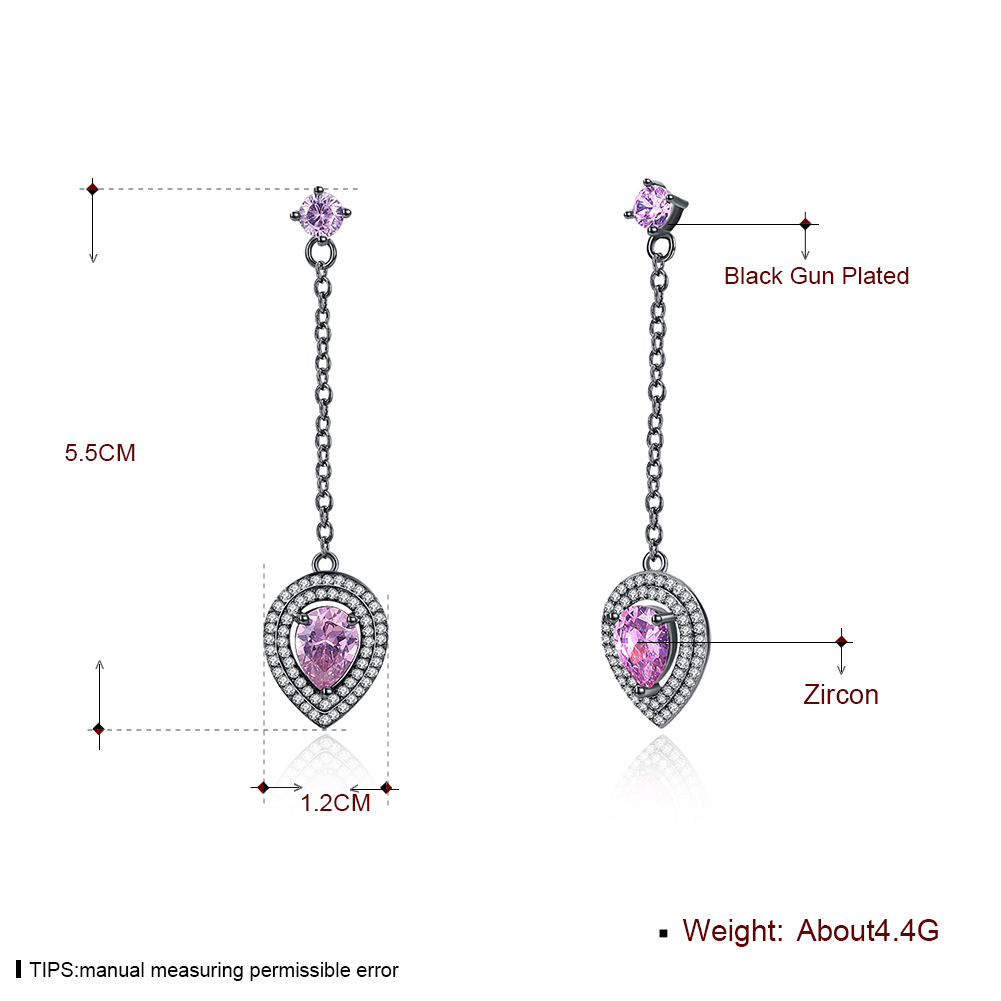 Black Gun Plated
5.5CM
Zircon
1.2CM
Weight: About4.4G
TIPS:manual measuring permissible error